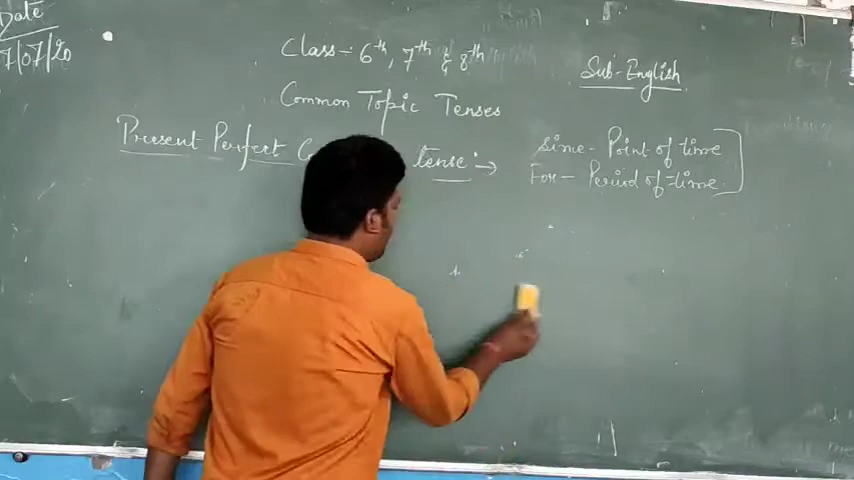 Date
7/07/20
Class:- 6th, 7th & 8th
Sub-English
Common Topic Tenses
Present Perfect tense:→
Sime- Point of time
For- Period of time